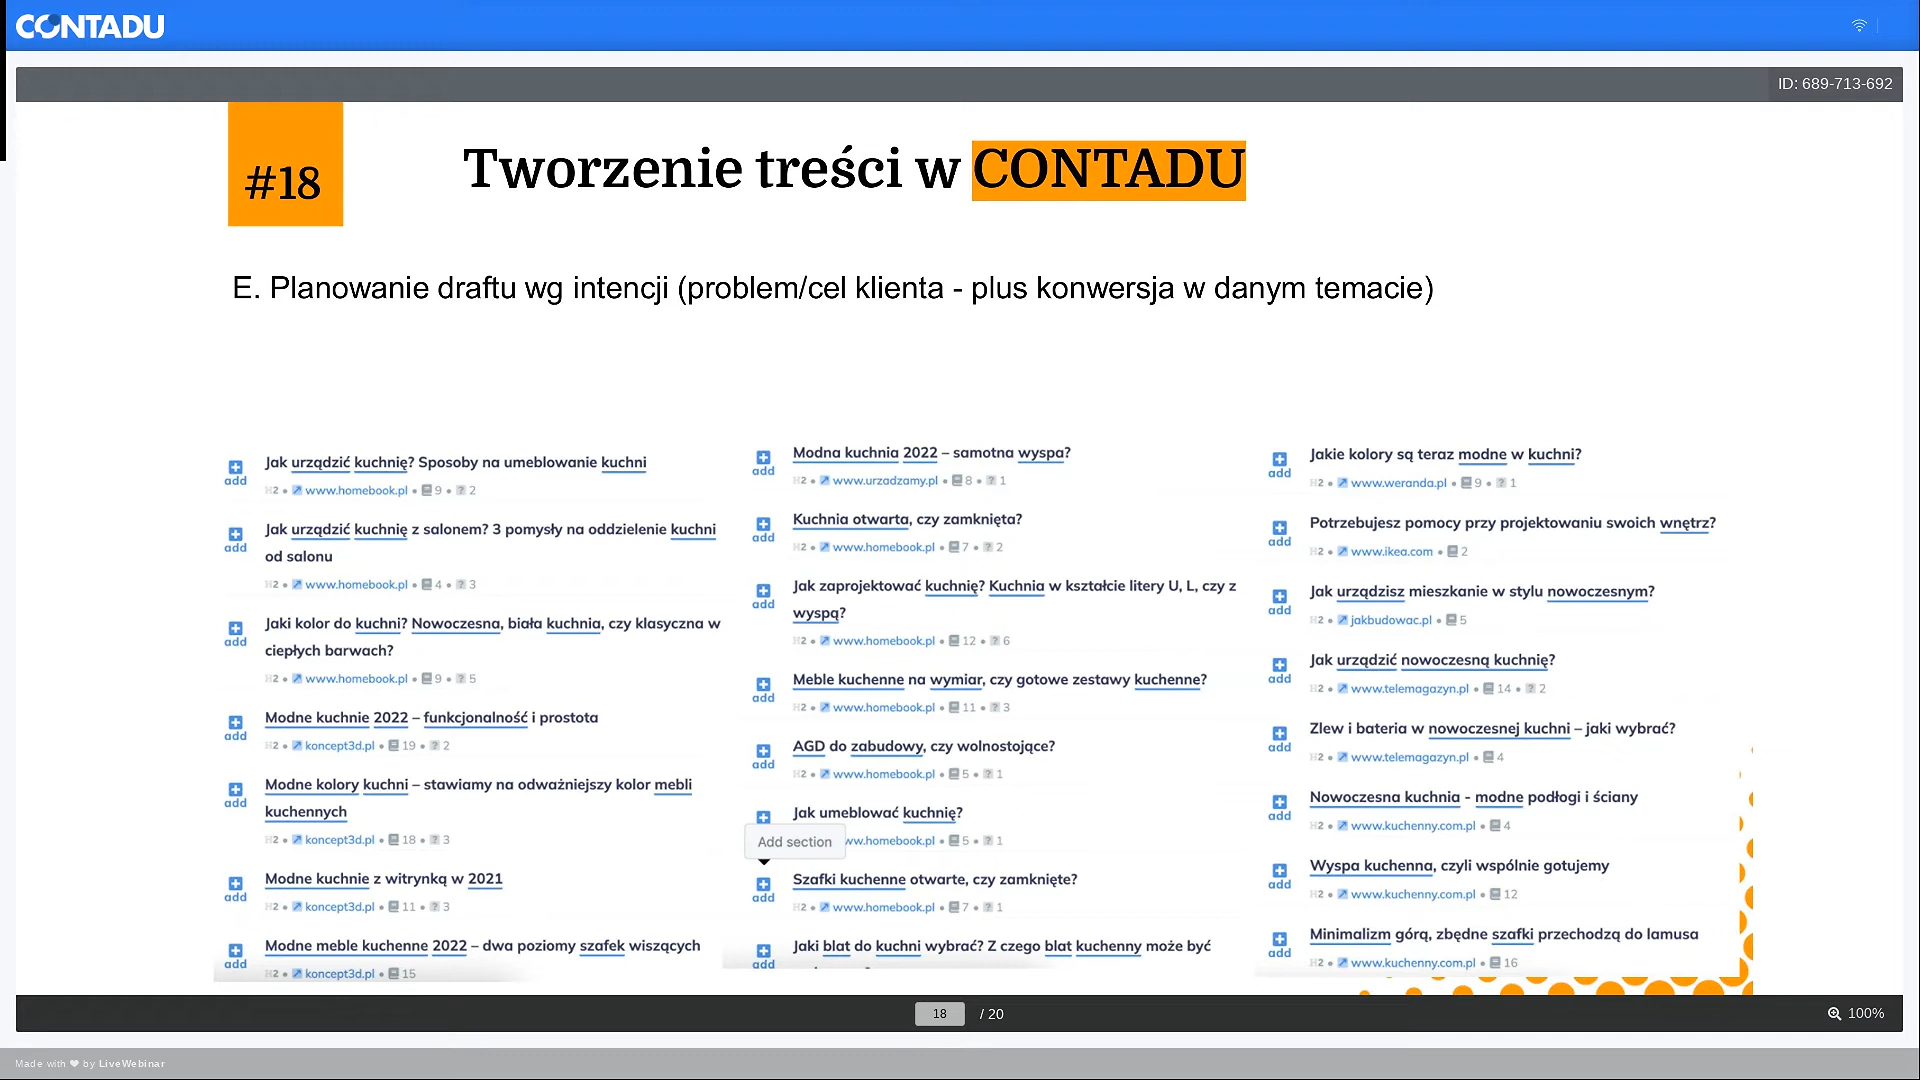 CONTADU
ID: 689-713-692
#18
Tworzenie treści w CONTADU
E. Planowanie draftu wg intencji (problem/cel klienta - plus konwersja w danym temacie)
add
Jak urządzić kuchnię? Sposoby na umeblowanie kuchni
H2 • www.homebook.pl • 9 • 2
add
Jak urządzić kuchnię z salonem? 3 pomysły na oddzielenie kuchni
od salonu
H2 • www.homebook.pl • 4 • 3
add
Jaki kolor do kuchni? Nowoczesna, biała kuchnia, czy klasyczna w
ciepłych barwach?
H2 • www.homebook.pl • 9 • 5
add
Modne kuchnie 2022 – funkcjonalność i prostota
H2 • koncept3d.pl • 19 • 2
add
Modne kolory kuchni – stawiamy na odważniejszy kolor mebli
kuchennych
H2 • koncept3d.pl • 18 • 3
add
Modne kuchnie z witrynką w 2021
H2 • koncept3d.pl • 11 • 3
add
Modne meble kuchenne 2022 – dwa poziomy szafek wiszących
H2 • koncept3d.pl • 15
add
Modna kuchnia 2022 – samotna wyspa?
H2 • www.urzadzamy.pl • 8 • 1
add
Kuchnia otwarta, czy zamknięta?
H2 • www.homebook.pl • 7 • 2
add
Jak zaprojektować kuchnię? Kuchnia w kształcie litery U, L, czy z
wyspą?
H2 • www.homebook.pl • 12 • 6
add
Meble kuchenne na wymiar, czy gotowe zestawy kuchenne?
H2 • www.homebook.pl • 11 • 3
add
AGD do zabudowy, czy wolnostojące?
H2 • www.homebook.pl • 5 • 1
Jak umeblować kuchnię?
Add section
ww.homebook.pl • 5 • 1
add
Szafki kuchenne otwarte, czy zamknięte?
H2 • www.homebook.pl • 7 • 1
add
Jaki blat do kuchni wybrać? Z czego blat kuchenny może być
add
Jakie kolory są teraz modne w kuchni?
H2 • www.weranda.pl • 9 • 1
add
Potrzebujesz pomocy przy projektowaniu swoich wnętrz?
H2 • www.ikea.com • 2
add
Jak urządzisz mieszkanie w stylu nowoczesnym?
H2 • jakbudowac.pl • 5
add
Jak urządzić nowoczesną kuchnię?
H2 • www.telemagazyn.pl • 14 • 2
add
Zlew i bateria w nowoczesnej kuchni – jaki wybrać?
H2 • www.telemagazyn.pl • 4
add
Nowoczesna kuchnia - modne podłogi i ściany
H2 • www.kuchenny.com.pl • 4
add
Wyspa kuchenna, czyli wspólnie gotujemy
H2 • www.kuchenny.com.pl • 12
add
Minimalizm górą, zbędne szafki przechodzą do lamusa
H2 • www.kuchenny.com.pl • 16
18 / 20
100%
Made with ❤ by LiveWebinar